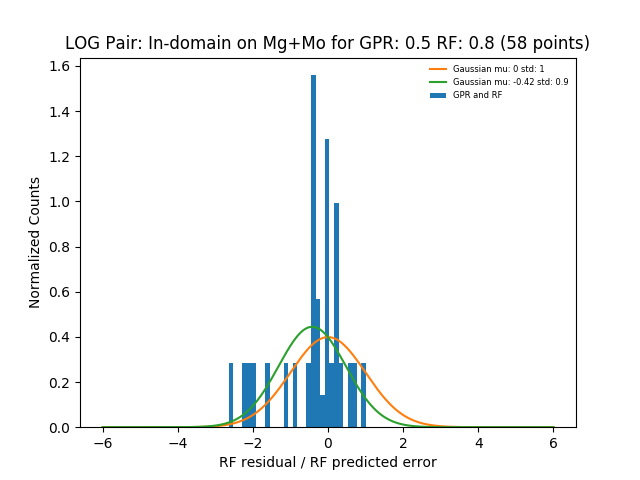 LOG Pair: In-domain on Mg+Mo for GPR: 0.5 RF: 0.8 (58 points)
Gaussian mu: 0 std: 1
Gaussian mu: -0.42 std: 0.9
GPR and RF
Normalized Counts
1.6
1.4
1.2
1.0
0.8
0.6
0.4
0.2
0.0
−6 −4 −2 0 2 4 6
RF residual / RF predicted error